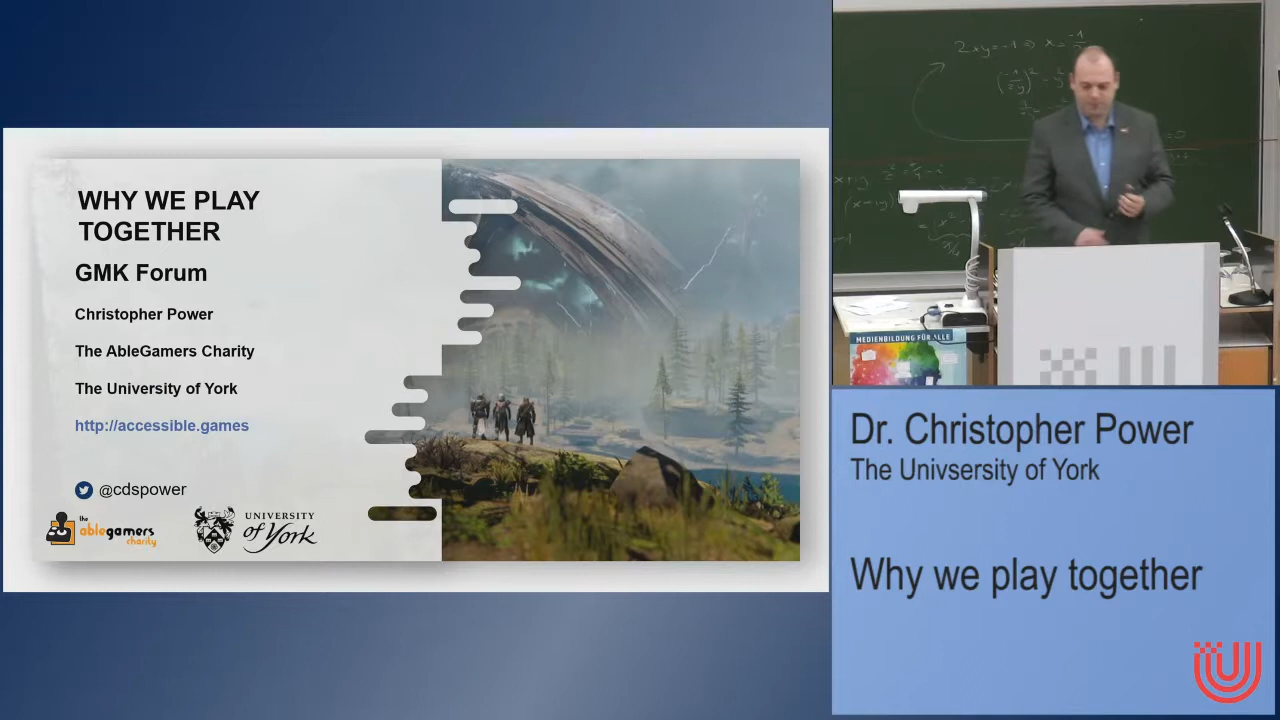 WHY WE PLAY
TOGETHER
GMK Forum
Christopher Power
The AbleGamers Charity
The University of York
http://accessible.games
@cdspower
the
ablegamers
charity
UNIVERSITY
of York
MEDIENBILDUNG FÜR ALLE
Dr. Christopher Power
The Univsersity of York
Why we play together